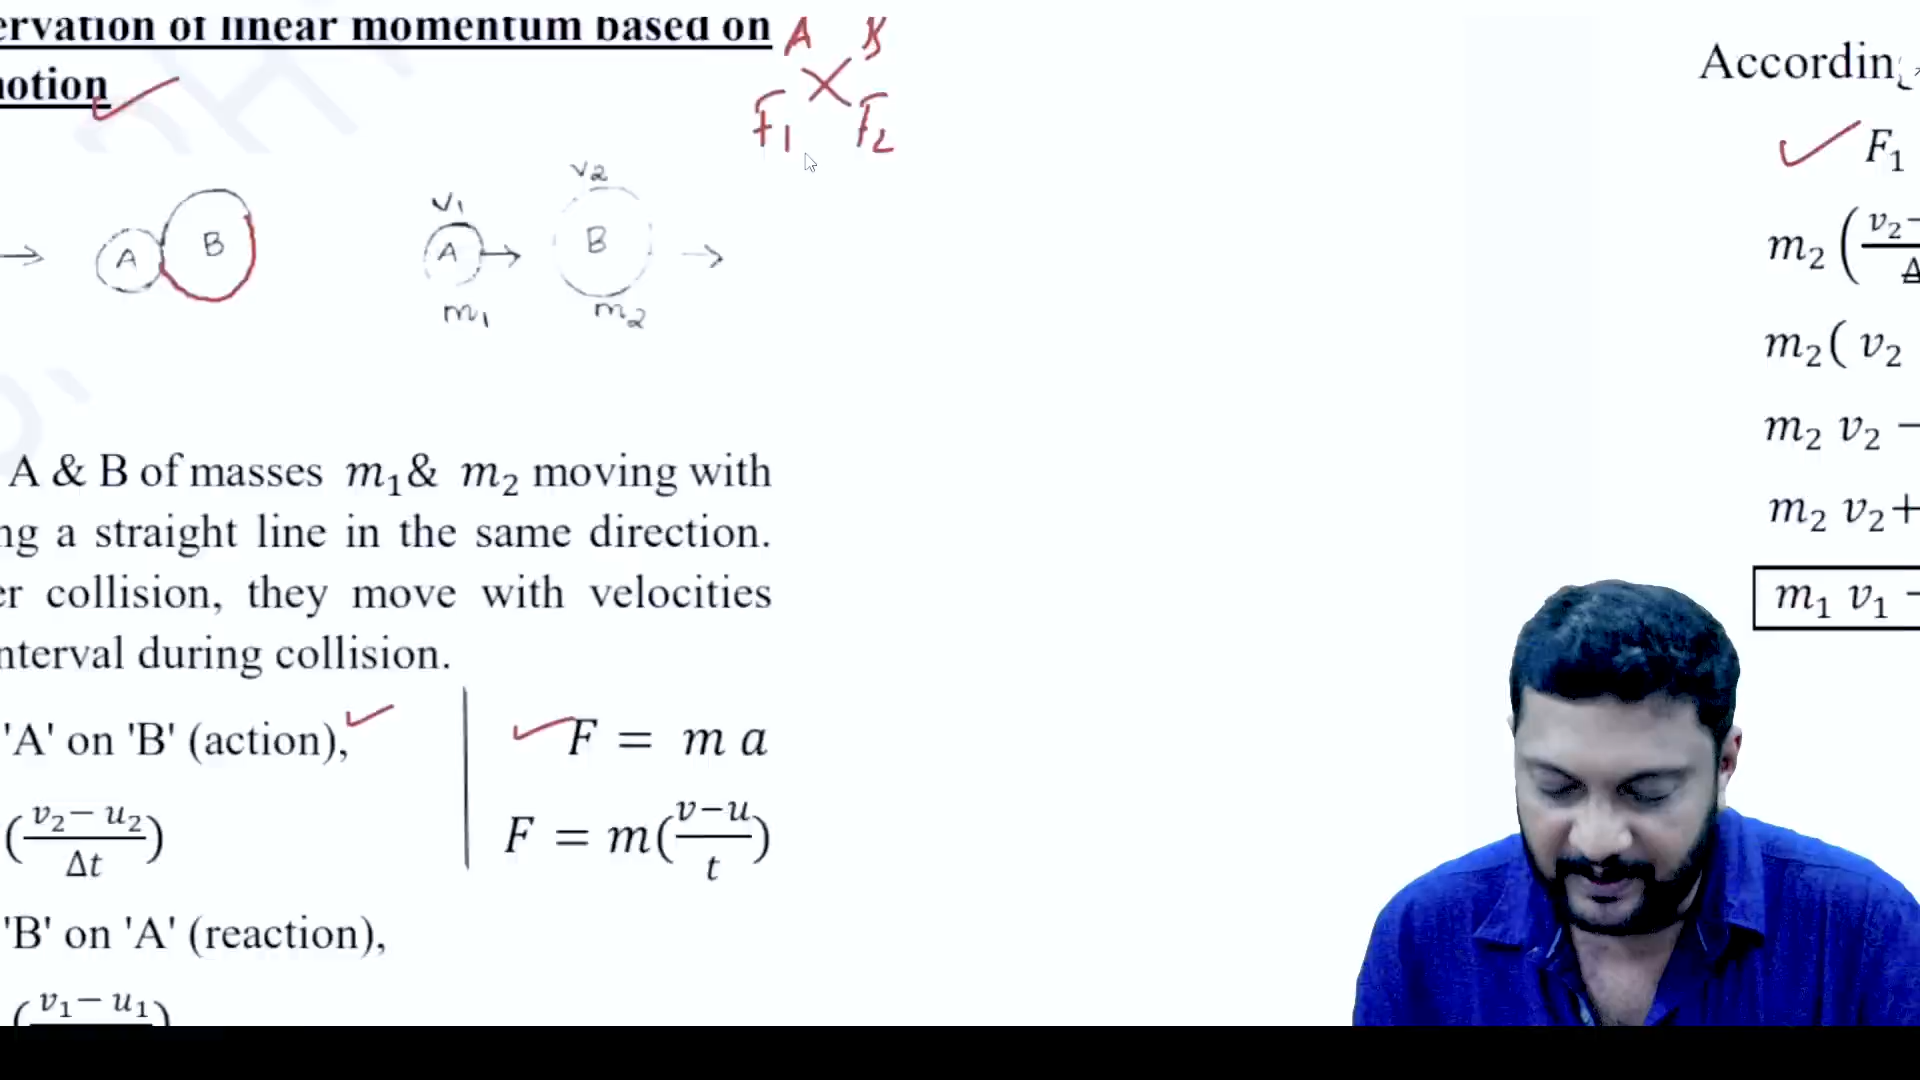 ervation of linear momentum based on
notion
A B
F₁ F₂
A B
v₁
A
m₁
v₂
B
m₂
A & B of masses m₁& m₂ moving with
ng a straight line in the same direction.
er collision, they move with velocities
nterval during collision.
'A' on 'B' (action),
(v₂− u₂/Δt)
'B' on 'A' (reaction),
(v₁− u₁)
F = m a
F = m(v−u/t)
Accordin
F₁
m₂ (v₂−
m₂( v₂
m₂ v₂ −
m₂ v₂+
m₁ v₁